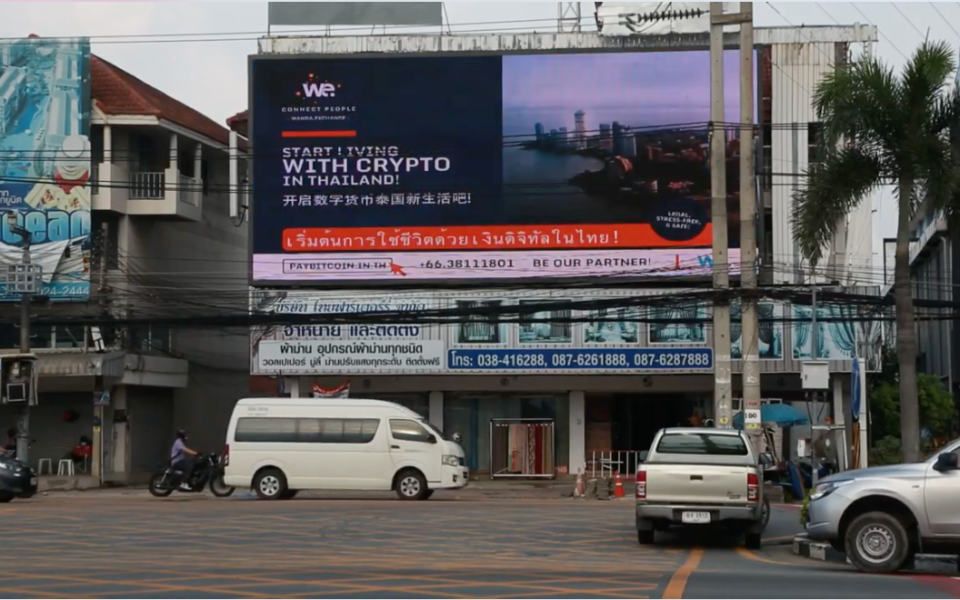 we
CONNECT PEOPLE
START LIVING
WITH CRYPTO
IN THAILAND!
开启数字货币泰国新生活吧!
LEGAL,
STRESS-FREE,
& SAFE!
เริ่มต้นการใช้ชีวิตด้วยเงินดิจิทัลในไทย!
PAYBITCOIN.IN.TH
+66.38111801
BE OUR PARTNER!
ocean
จำหน่าย และติดตั้ง
ผ้าม่าน อุปกรณ์ผ้าม่านทุกชนิด
วอลเปเปอร์ มู่ลี่ ม่านปรับแสงทุกระดับ ติดตั้งฟรี
โทร: 038-416288, 087-6261888, 087-6287888